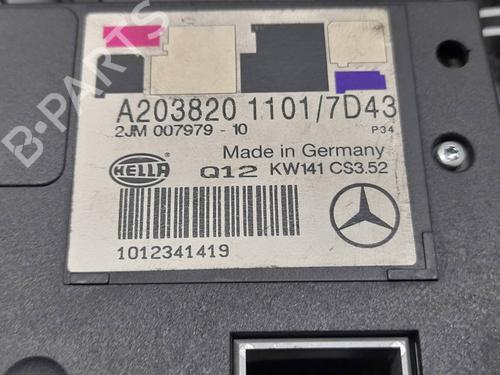 B-PARTS
A203820 1101/7D43
2JM 007979 - 10
P34
Made in Germany
HELLA
Q12 KW141 CS3.52
1012341419